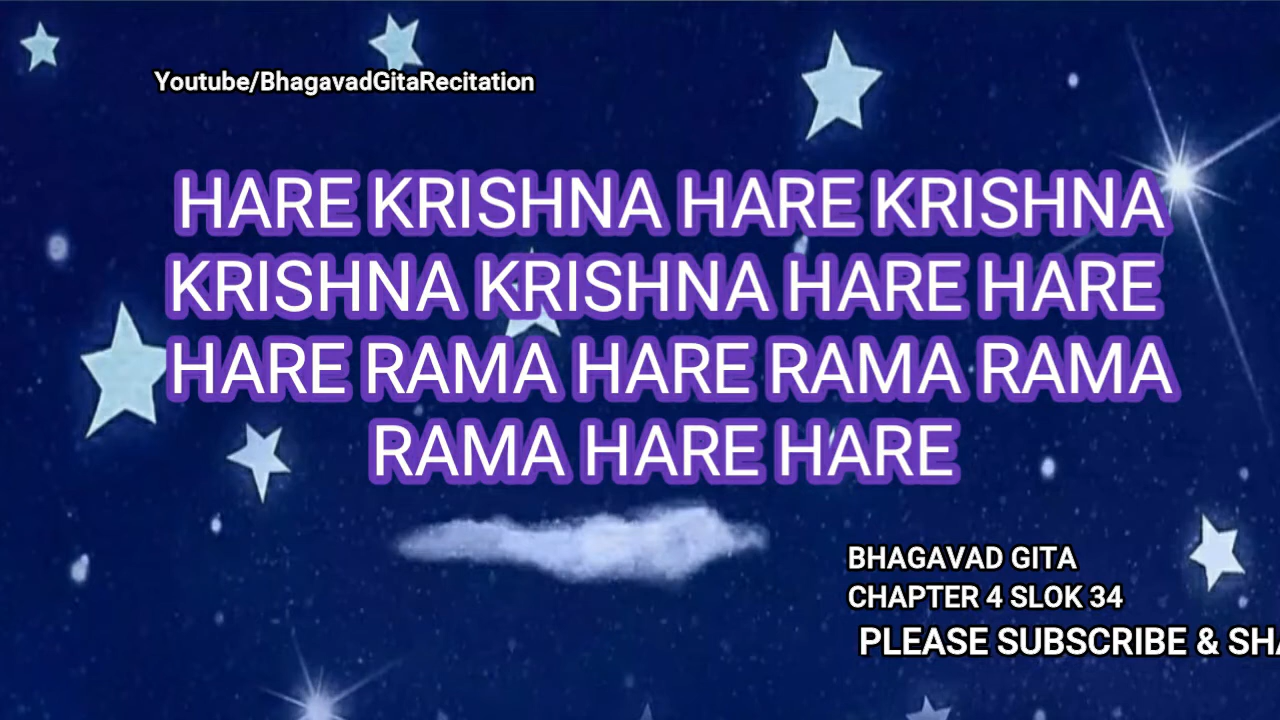 Youtube/BhagavadGitaRecitation
HARE KRISHNA HARE KRISHNA
KRISHNA KRISHNA HARE HARE
HARE RAMA HARE RAMA RAMA
RAMA HARE HARE
BHAGAVAD GITA
CHAPTER 4 SLOK 34
PLEASE SUBSCRIBE &